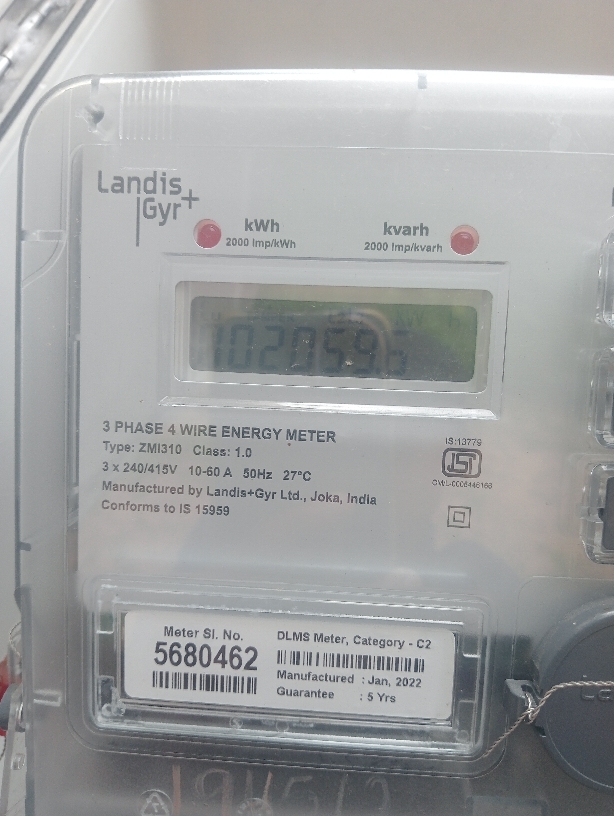 Landis
Gyr+
kWh
2000 Imp/kWh
kvarh
2000 Imp/kvarh
3 PHASE 4 WIRE ENERGY METER
Type: ZMI310 Class: 1.0
3 x 240/415V 10-60 A 50Hz 27°C
Manufactured by Landis+Gyr Ltd., Joka, India
Conforms to IS 15959
IS:13779
Meter Sl. No.
5680462
DLMS Meter, Category - C2
Manufactured : Jan, 2022
Guarantee : 5 Yrs